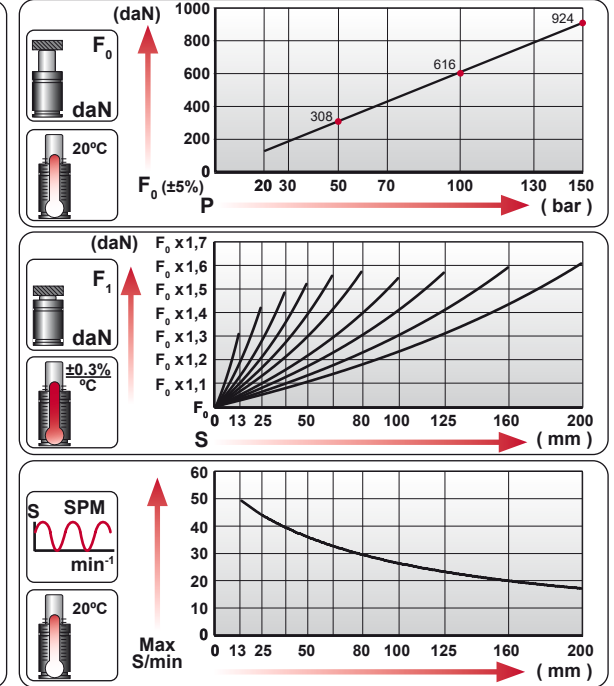 (daN)
F₀
daN
20ºC
1000
800
600
400
200
0
F₀ (±5%)
308
616
924
20 30 50 70 100 130 150
P
( bar )
(daN)
F₁
daN
±0.3%
ºC
F₀ x1,7
F₀ x1,6
F₀ x1,5
F₀ x1,4
F₀ x1,3
F₀ x1,2
F₀ x1,1
F₀
0 13 25 50 80 100 125 160 200
S
( mm )
S SPM
min⁻¹
20ºC
60
50
40
30
20
10
0
Max
S/min
0 13 25 50 80 100 125 160 200
( mm )